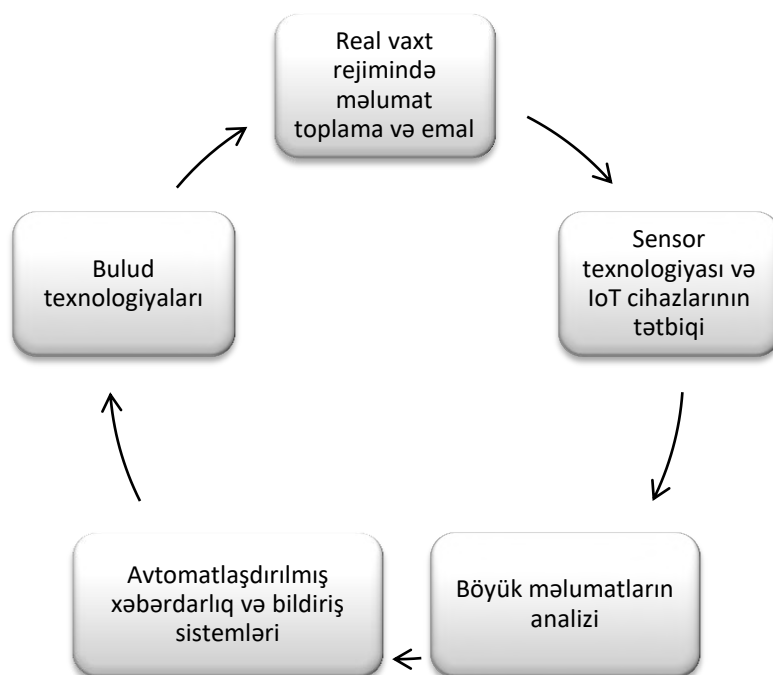 Real vaxt
rejimində
məlumat
toplama və emal
Sensor
texnologiyası və
IoT cihazlarının
tətbiqi
Böyük məlumatların
analizi
Avtomatlaşdırılmış
xəbərdarlıq və bildiriş
sistemləri
Bulud
texnologiyaları